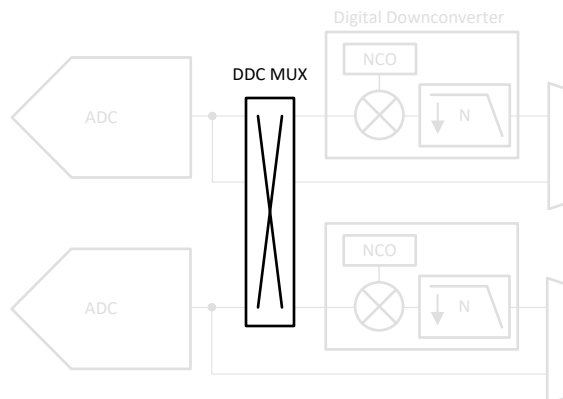 Digital Downconverter
NCO
DDC MUX
ADC
N
NCO
ADC
N